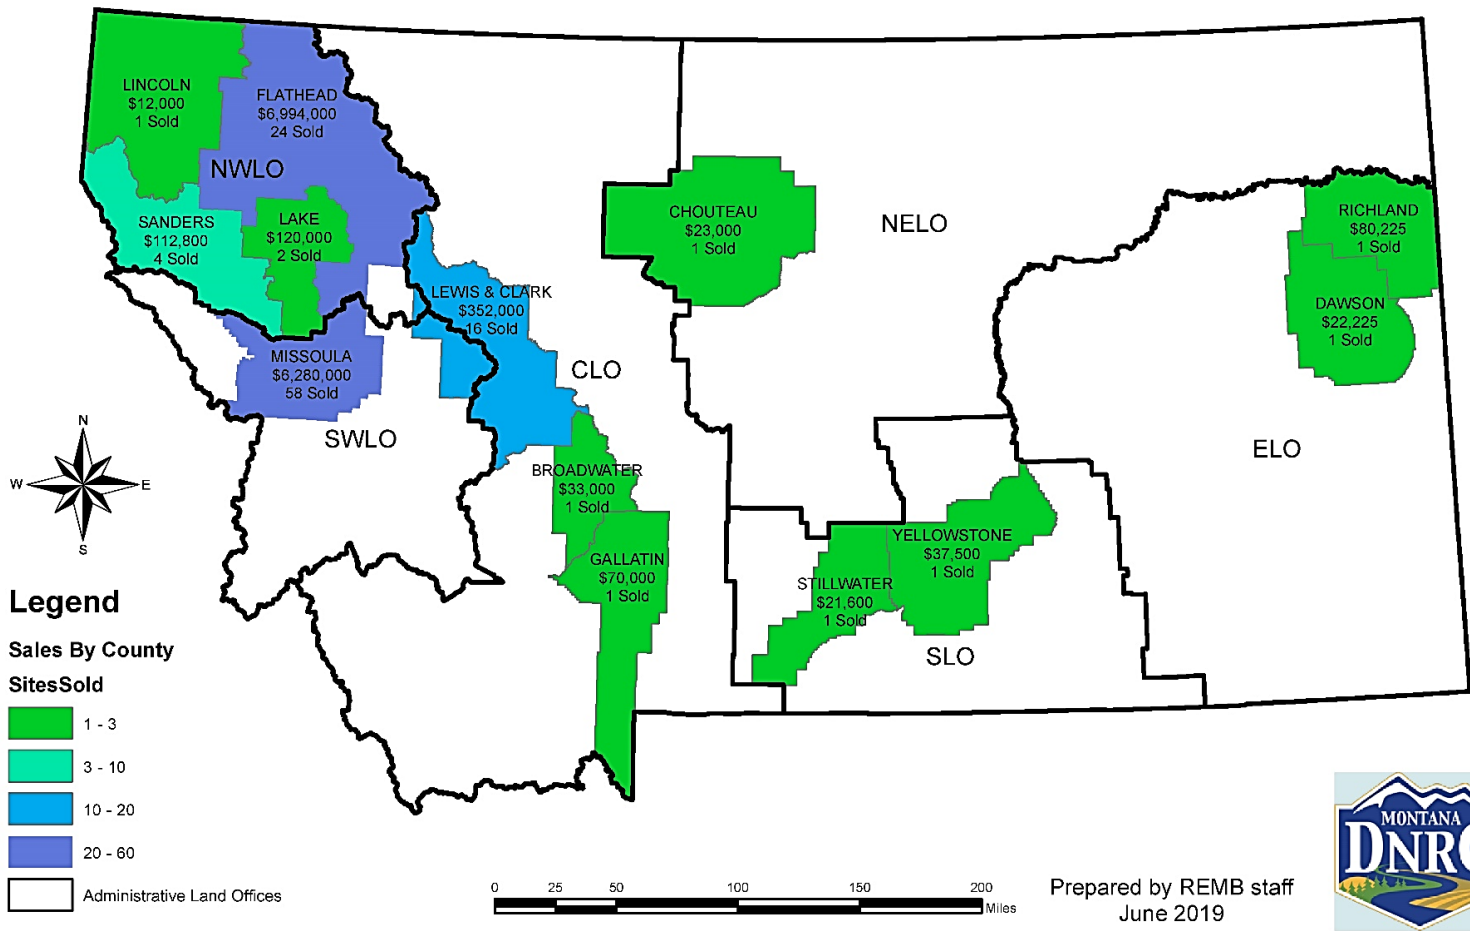 LINCOLN
$12,000
1 Sold
FLATHEAD
$6,994,000
24 Sold
NWLO
SANDERS
$112,800
4 Sold
LAKE
$120,000
2 Sold
CHOUTEAU
$23,000
1 Sold
NELO
RICHLAND
$80,225
1 Sold
LEWIS & CLARK
$352,000
16 Sold
DAWSON
$22,225
1 Sold
MISSOULA
$6,280,000
58 Sold
CLO
SWLO
ELO
BROADWATER
$33,000
1 Sold
GALLATIN
$70,000
1 Sold
YELLOWSTONE
$37,500
1 Sold
STILLWATER
$21,600
1 Sold
SLO
N
W E
S
Legend
Sales By County
SitesSold
1 - 3
3 - 10
10 - 20
20 - 60
Administrative Land Offices
0 25 50 100 150 200
Miles
Prepared by REMB staff
June 2019
MONTANA
DNRC